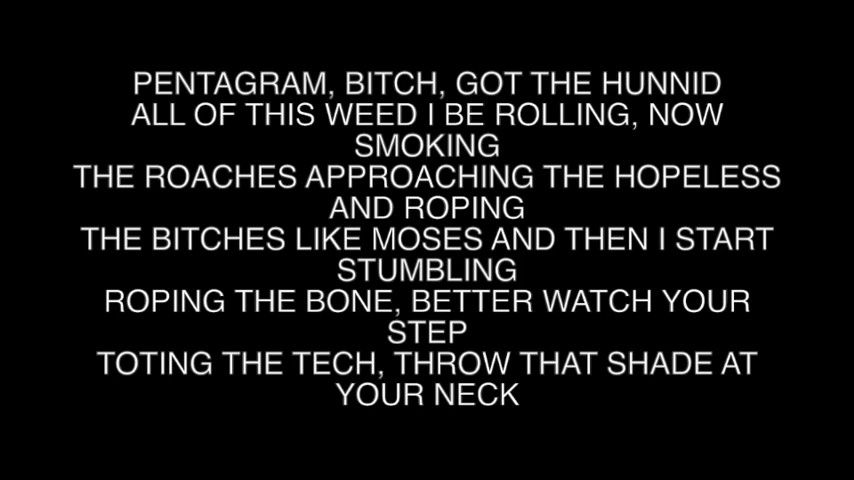 PENTAGRAM, BITCH, GOT THE HUNNID
ALL OF THIS WEED I BE ROLLING, NOW
SMOKING
THE ROACHES APPROACHING THE HOPELESS
AND ROPING
THE BITCHES LIKE MOSES AND THEN I START
STUMBLING
ROPING THE BONE, BETTER WATCH YOUR
STEP
TOTING THE TECH, THROW THAT SHADE AT
YOUR NECK